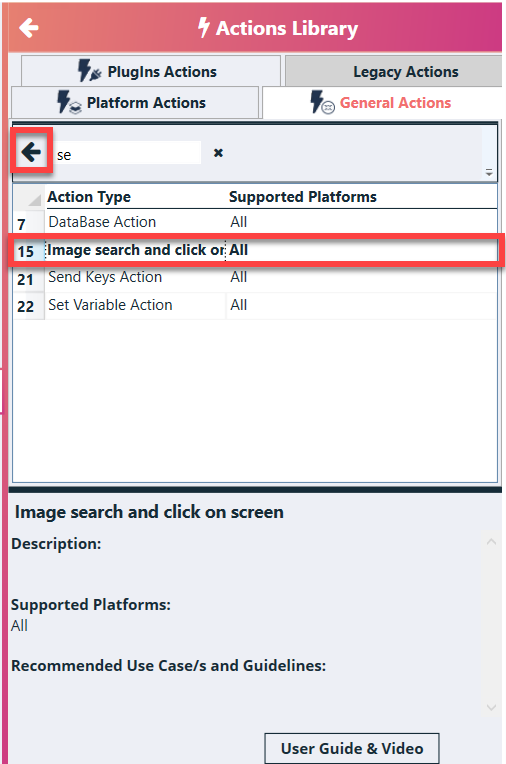 Actions Library
PlugIns Actions Legacy Actions
Platform Actions General Actions
se
Action Type Supported Platforms
7 DataBase Action All
15 Image search and click or All
21 Send Keys Action All
22 Set Variable Action All
Image search and click on screen
Description:
Supported Platforms:
All
Recommended Use Case/s and Guidelines:
User Guide & Video